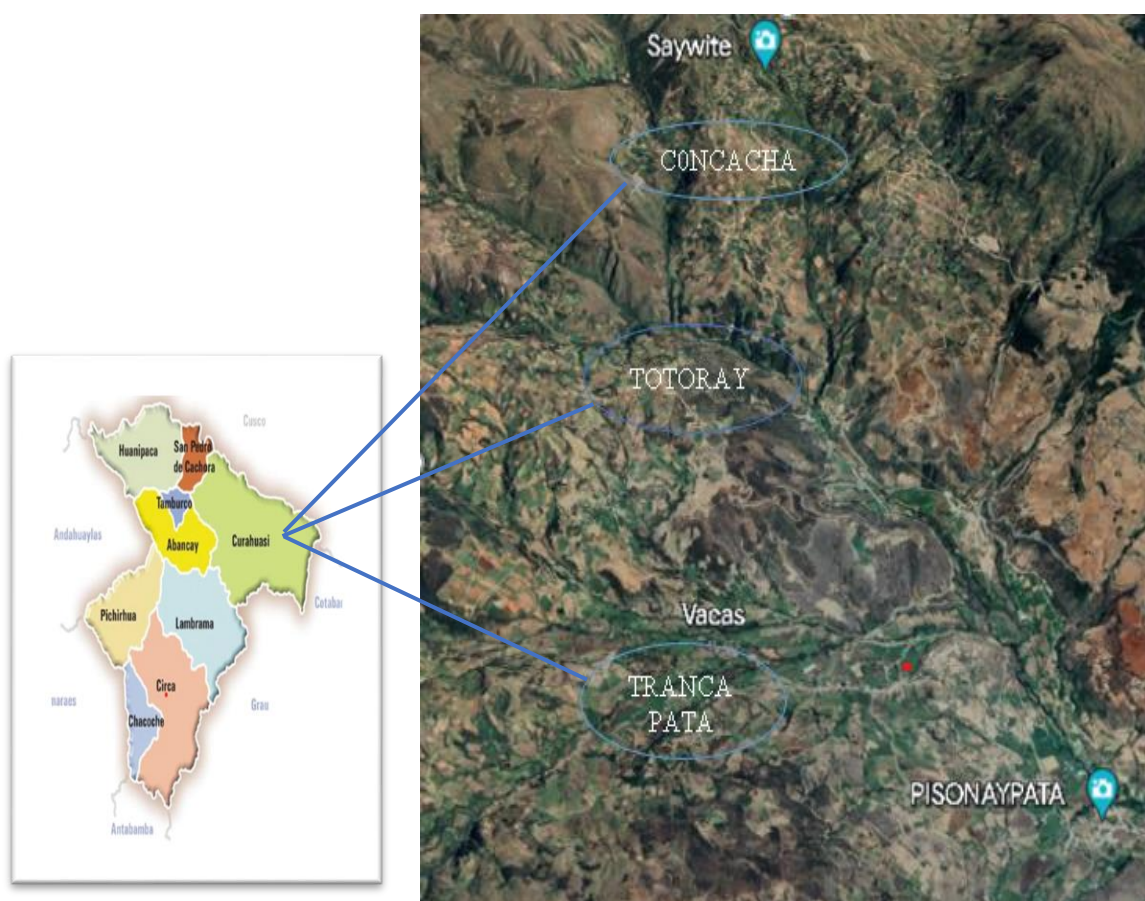 Saywite
C0NCACHA
TOTORAY
Vacas
TRANCA
PATA
PISONAYPATA
Cusco
Huanipaca
San Pedro
de Cachora
Tamburco
Andahuaylas
Abancay
Curahuasi
Cotabar
Pichirhua
Lambrama
Circa
naraes
Grau
Chacoche
Antabamba